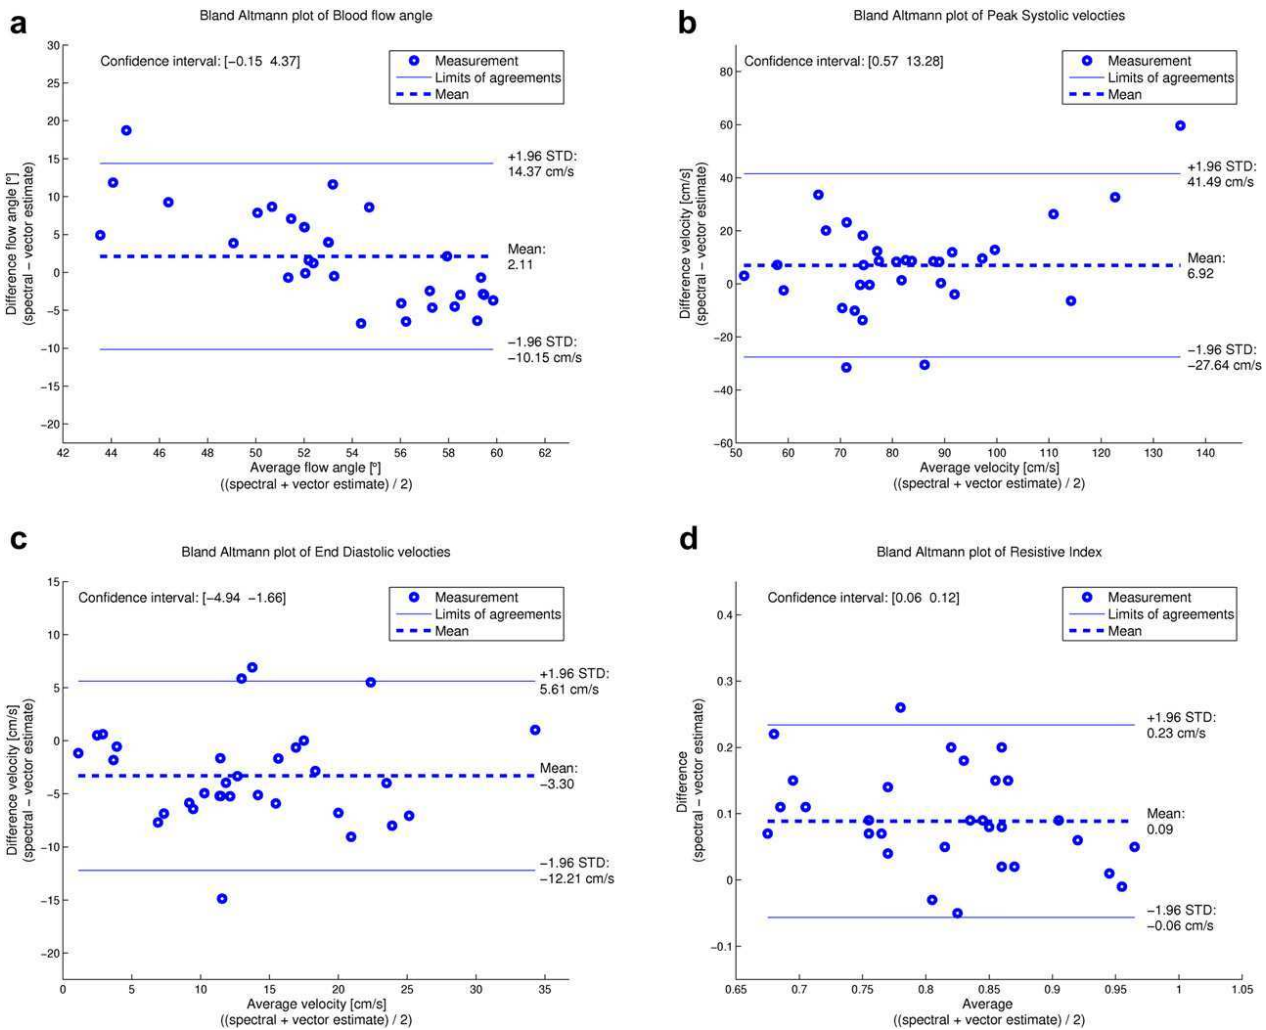 a
Bland Altmann plot of Blood flow angle
Confidence interval: [−0.15 4.37]
Measurement
Limits of agreements
Mean
30
25
20
15
10
5
0
−5
−10
−15
−20
Difference flow angle [°]
(spectral − vector estimate)
+1.96 STD:
14.37 cm/s
Mean:
2.11
−1.96 STD:
−10.15 cm/s
42 44 46 48 50 52 54 56 58 60 62
Average flow angle [°]
((spectral + vector estimate) / 2)
b
Bland Altmann plot of Peak Systolic velocties
Confidence interval: [0.57 13.28]
Measurement
Limits of agreements
Mean
80
60
40
20
0
−20
−40
−60
Difference velocity [cm/s]
(spectral − vector estimate)
+1.96 STD:
41.49 cm/s
Mean:
6.92
−1.96 STD:
−27.64 cm/s
50 60 70 80 90 100 110 120 130 140
Average velocity [cm/s]
((spectral + vector estimate) / 2)
c
Bland Altmann plot of End Diastolic velocties
Confidence interval: [−4.94 −1.66]
Measurement
Limits of agreements
Mean
15
10
5
0
−5
−10
−15
−20
Difference velocity [cm/s]
(spectral − vector estimate)
+1.96 STD:
5.61 cm/s
Mean:
−3.30
−1.96 STD:
−12.21 cm/s
0 5 10 15 20 25 30 35
Average velocity [cm/s]
((spectral + vector estimate) / 2)
d
Bland Altmann plot of Resistive Index
Confidence interval: [0.06 0.12]
Measurement
Limits of agreements
Mean
0.4
0.3
0.2
0.1
0
−0.1
Difference
(spectral − vector estimate)
+1.96 STD:
0.23 cm/s
Mean:
0.09
−1.96 STD:
−0.06 cm/s
0.65 0.7 0.75 0.8 0.85 0.9 0.95 1 1.05
Average
((spectral + vector estimate) / 2)